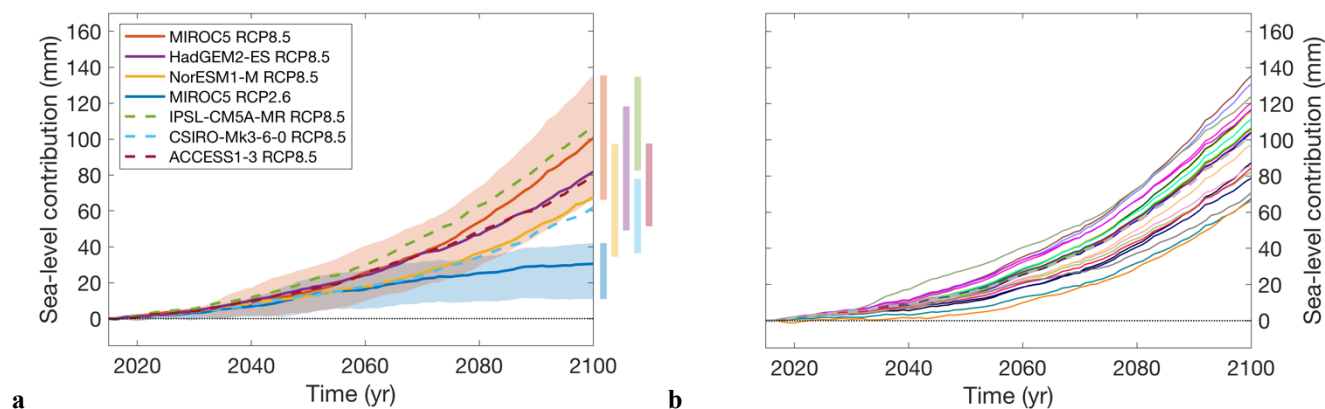 160
140
120
100
80
60
40
20
0
Sea-level contribution (mm)
MIROC5 RCP8.5
HadGEM2-ES RCP8.5
NorESM1-M RCP8.5
MIROC5 RCP2.6
IPSL-CM5A-MR RCP8.5
CSIRO-Mk3-6-0 RCP8.5
ACCESS1-3 RCP8.5
2020 2040 2060 2080 2100
Time (yr)
a
160
140
120
100
80
60
40
20
0
Sea-level contribution (mm)
2020 2040 2060 2080 2100
Time (yr)
b